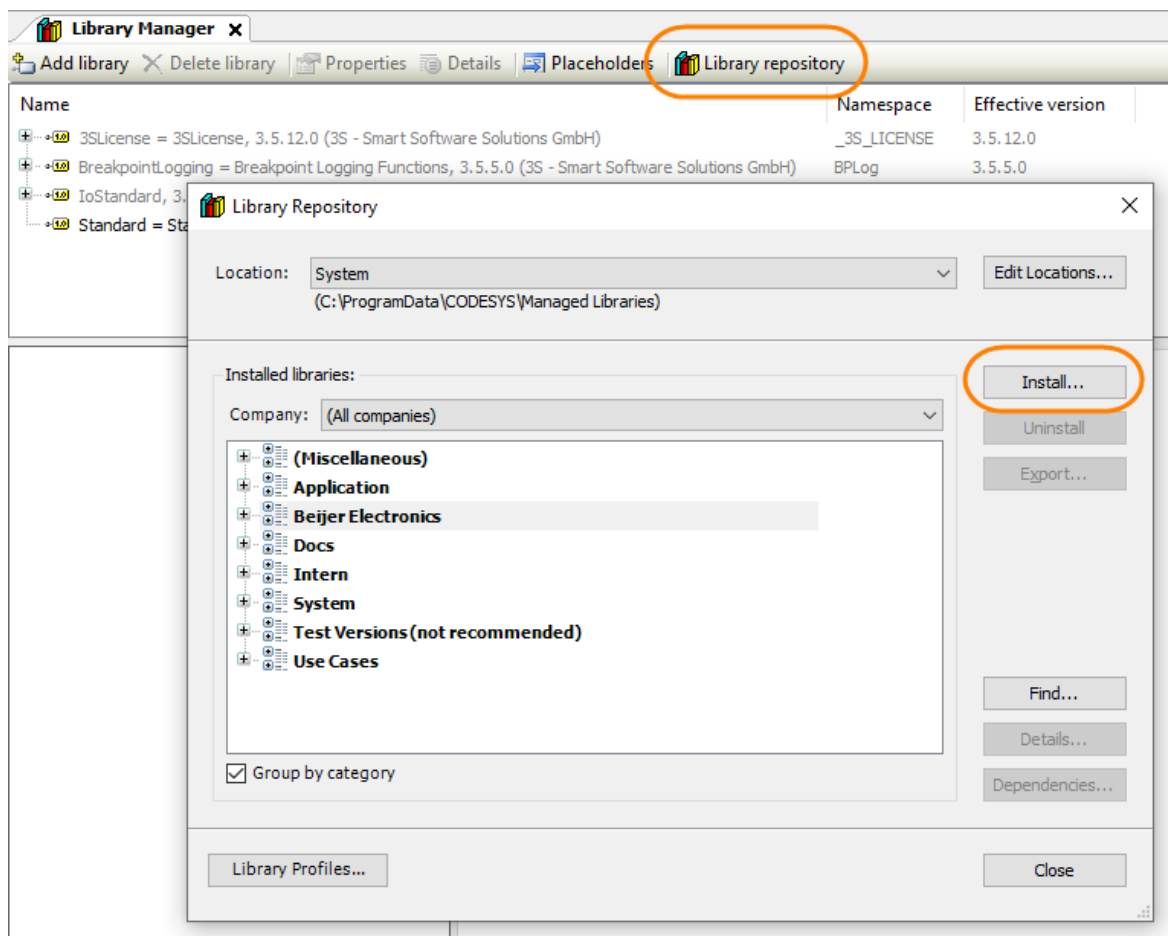 Library Manager
Add library Delete library Properties Details Placeholders Library repository
Name Namespace Effective version
3SLicense = 3SLicense, 3.5.12.0 (3S - Smart Software Solutions GmbH) _3S_LICENSE 3.5.12.0
BreakpointLogging = Breakpoint Logging Functions, 3.5.5.0 (3S - Smart Software Solutions GmbH) BPLog 3.5.5.0
IoStandard, 3.
Standard = Sta
Library Repository
Location: System Edit Locations...
(C:\ProgramData\CODESYS\Managed Libraries)
Installed libraries:
Install...
Company: (All companies)
Uninstall
(Miscellaneous)
Export...
Application
Beijer Electronics
Docs
Intern
System
Test Versions (not recommended)
Use Cases
Find...
Details...
Group by category
Dependencies...
Library Profiles... Close